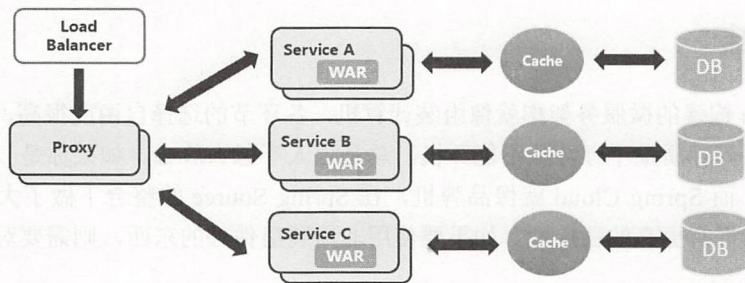 Load
Balancer
Proxy
Service A
WAR
Cache
DB
Service B
WAR
Cache
DB
Service C
WAR
Cache
DB